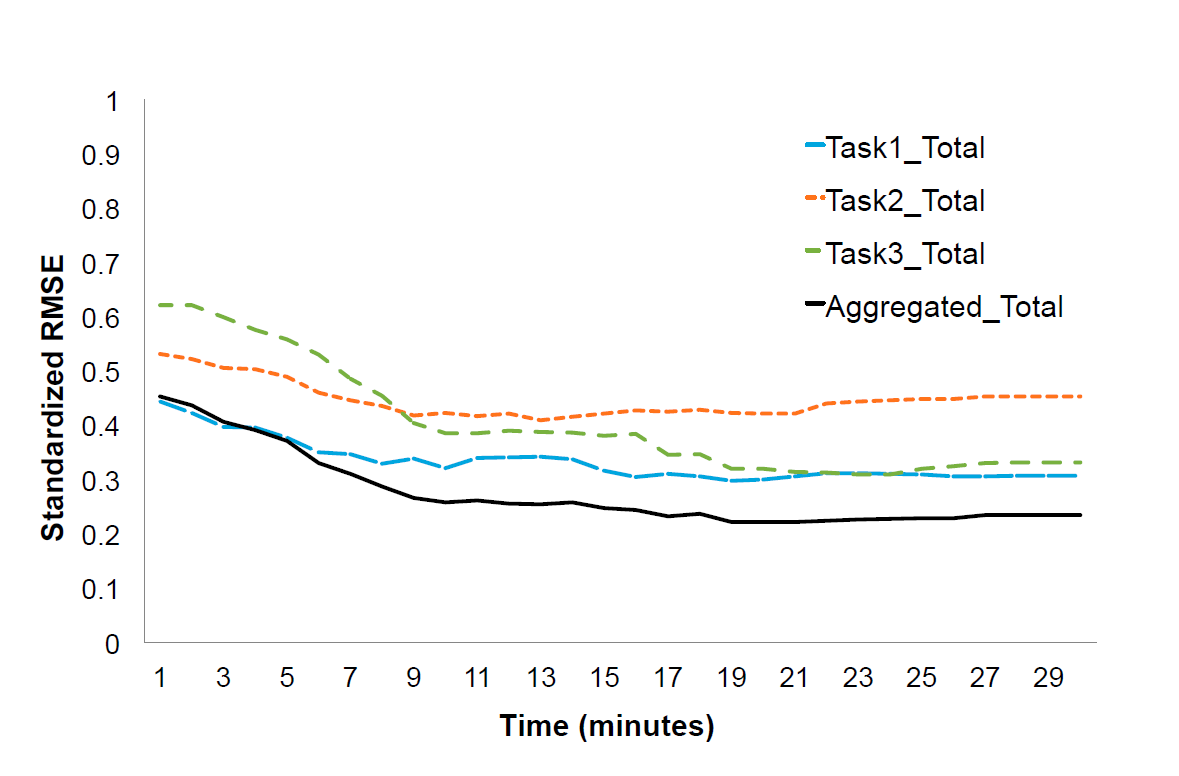 1
0.9
0.8
0.7
0.6
0.5
0.4
0.3
0.2
0.1
0
Standardized RMSE
Task1_Total
Task2_Total
Task3_Total
Aggregated_Total
1 3 5 7 9 11 13 15 17 19 21 23 25 27 29
Time (minutes)